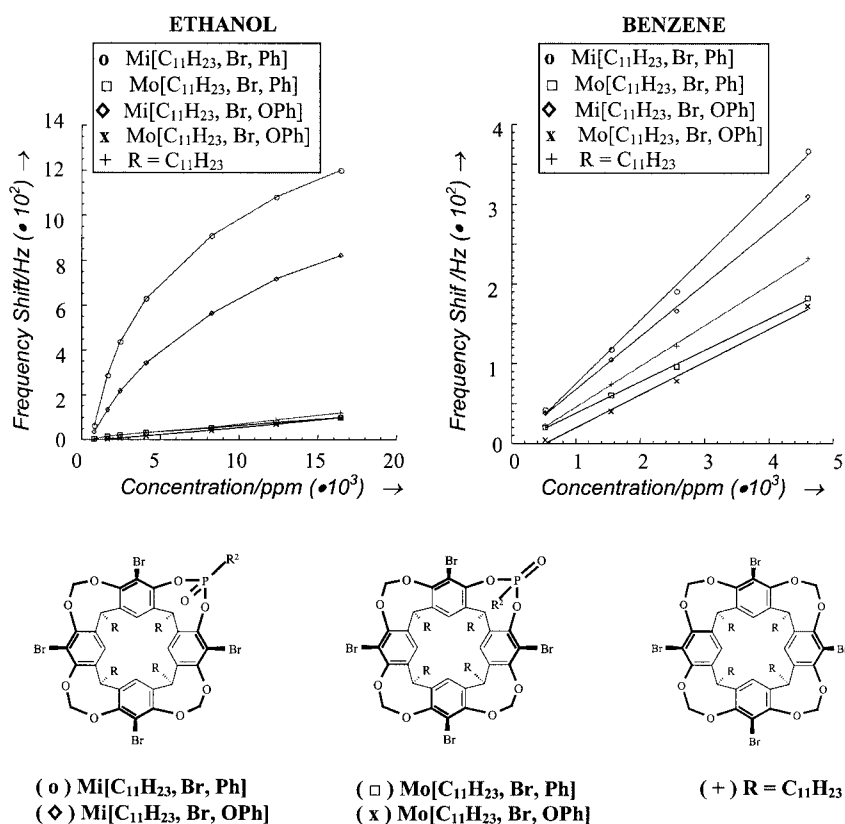 ETHANOL
o Mi[C₁₁H₂₃, Br, Ph]
□ Mo[C₁₁H₂₃, Br, Ph]
◇ Mi[C₁₁H₂₃, Br, OPh]
x Mo[C₁₁H₂₃, Br, OPh]
+ R = C₁₁H₂₃
Frequency Shift/Hz (• 10²) →
14
12
10
8
6
4
2
0
0 5 10 15 20
Concentration/ppm (•10³) →
BENZENE
o Mi[C₁₁H₂₃, Br, Ph]
□ Mo[C₁₁H₂₃, Br, Ph]
◇ Mi[C₁₁H₂₃, Br, OPh]
x Mo[C₁₁H₂₃, Br, OPh]
+ R = C₁₁H₂₃
Frequency Shif /Hz (• 10²) →
4
3
2
1
0
0 1 2 3 4 5
Concentration/ppm (•10³) →
Br
R²
O O P O
O O O
R R
Br Br
R R
O O
O O
Br
Br O
O O P
R²
O O
R R
Br Br
R R
O O
O O
Br
Br
O O
O O
R R
Br Br
R R
O O
O O
Br
( o ) Mi[C₁₁H₂₃, Br, Ph]
( ◇ ) Mi[C₁₁H₂₃, Br, OPh]
( □ ) Mo[C₁₁H₂₃, Br, Ph]
( x ) Mo[C₁₁H₂₃, Br, OPh]
( + ) R = C₁₁H₂₃